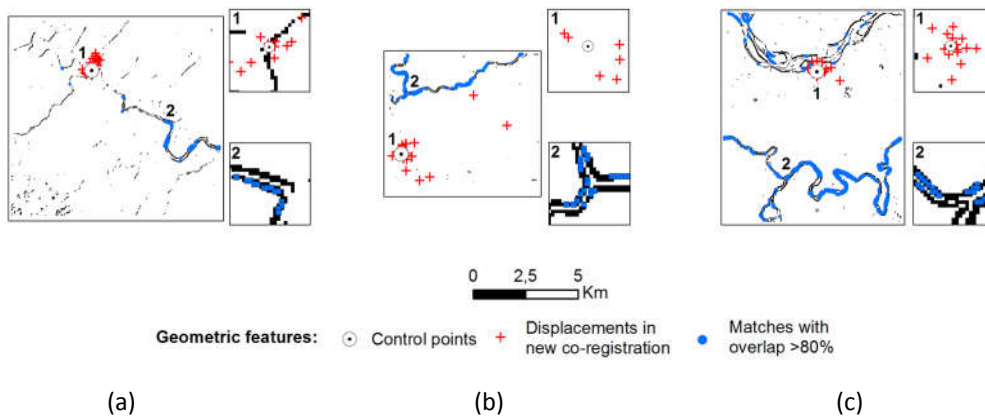 1
2
1
2
1
2
1
2
1
2
1
2
0 2,5 5
Km
Geometric features:
Control points
Displacements in
new co-registration
Matches with
overlap >80%
(a) (b) (c)